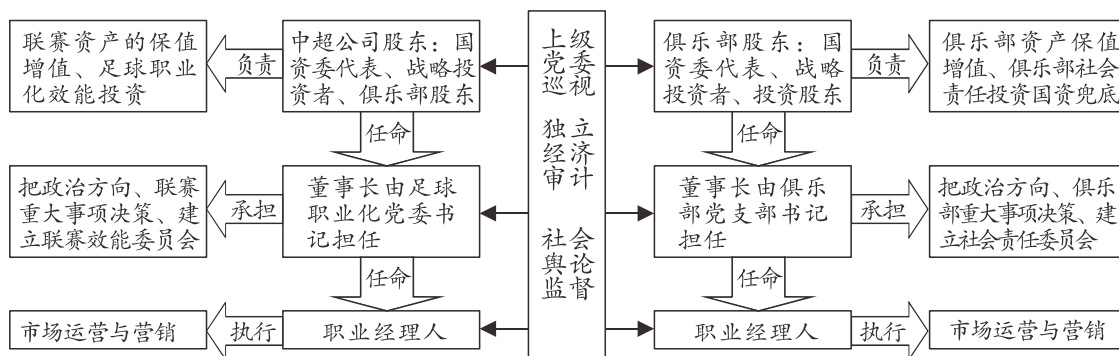 联赛资产的保值
增值、足球职业
化效能投资
负责
中超公司股东：国
资委代表、战略投
资者、俱乐部股东
上级
党委
巡视
俱乐部股东：国
资委代表、战略
投资者、投资股东
负责
俱乐部资产保值
增值、俱乐部社会
责任投资国资兜底
任命
独立
经济
审计
任命
把政治方向、联赛
重大事项决策、建
立联赛效能委员会
承担
董事长由足球
职业化党委书
记担任
董事长由俱乐
部党支部书记
担任
承担
把政治方向、俱乐
部重大事项决策、建
立社会责任委员会
任命
社会
舆论
监督
任命
市场运营与营销
执行
职业经理人
职业经理人
执行
市场运营与营销